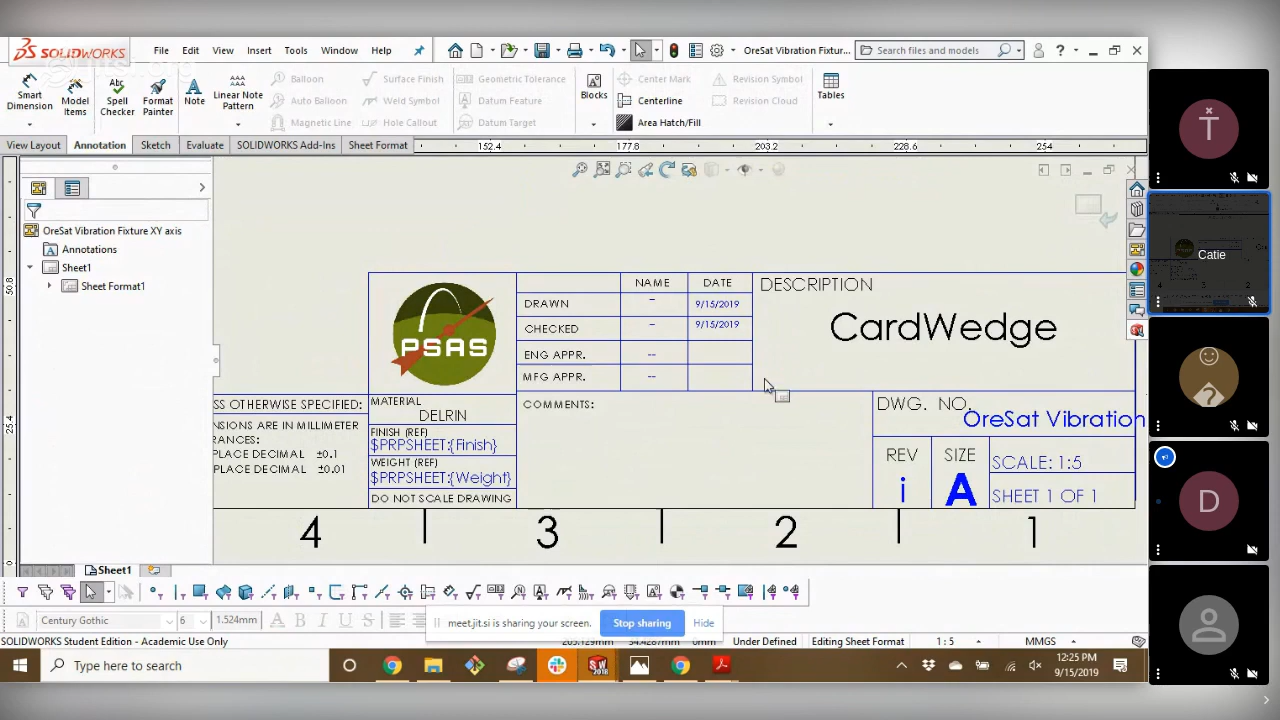 SOLIDWORKS
File Edit View Insert Tools Window Help
OreSat Vibration Fixtur...
Search files and models
Smart Dimension
Model Items
Spell Checker
Format Painter
Note
Linear Note Pattern
Balloon
Auto Balloon
Magnetic Line
Surface Finish
Weld Symbol
Hole Callout
Geometric Tolerance
Datum Feature
Datum Target
Blocks
Center Mark
Centerline
Area Hatch/Fill
Revision Symbol
Revision Cloud
Tables
View Layout Annotation Sketch Evaluate SOLIDWORKS Add-Ins Sheet Format
152.4 177.8 203.2 228.6 254
50.8
25.4
OreSat Vibration Fixture XY axis
Annotations
Sheet1
Sheet Format1
PSAS
NAME DATE
DRAWN – 9/15/2019
CHECKED – 9/15/2019
ENG APPR. --
MFG APPR. --
DESCRIPTION
CardWedge
SS OTHERWISE SPECIFIED:
NSIONS ARE IN MILLIMETER
RANCES:
PLACE DECIMAL ±0.1
PLACE DECIMAL ±0.01
MATERIAL
DELRIN
FINISH (REF)
$PRPSHEET:{Finish}
WEIGHT (REF)
$PRPSHEET:{Weight}
DO NOT SCALE DRAWING
COMMENTS:
DWG. NO.
OreSat Vibration
REV
i
SIZE
A
SCALE: 1:5
SHEET 1 OF 1
4 3 2 1
Sheet1
Century Gothic 6 1.524mm B I U S
meet.jit.si is sharing your screen. Stop sharing Hide
SOLIDWORKS Student Edition - Academic Use Only
0mm Under Defined Editing Sheet Format 1 : 5 MMGS
Type here to search
12:25 PM
9/15/2019
Ť
Catie
D